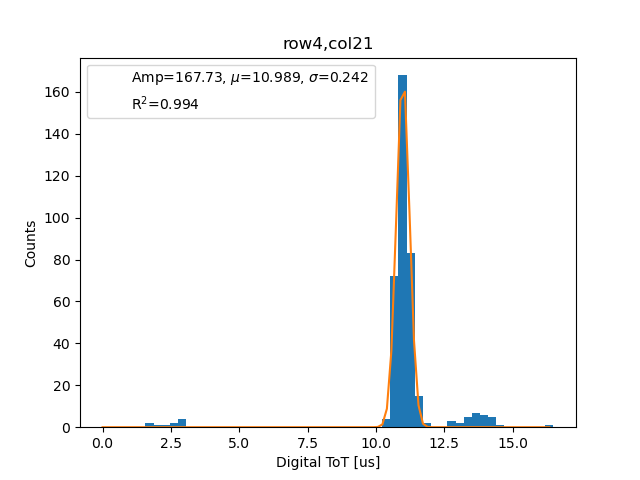 row4,col21
Amp=167.73, μ=10.989, σ=0.242
R²=0.994
160
140
120
100
80
60
40
20
0
Counts
0.0 2.5 5.0 7.5 10.0 12.5 15.0
Digital ToT [us]